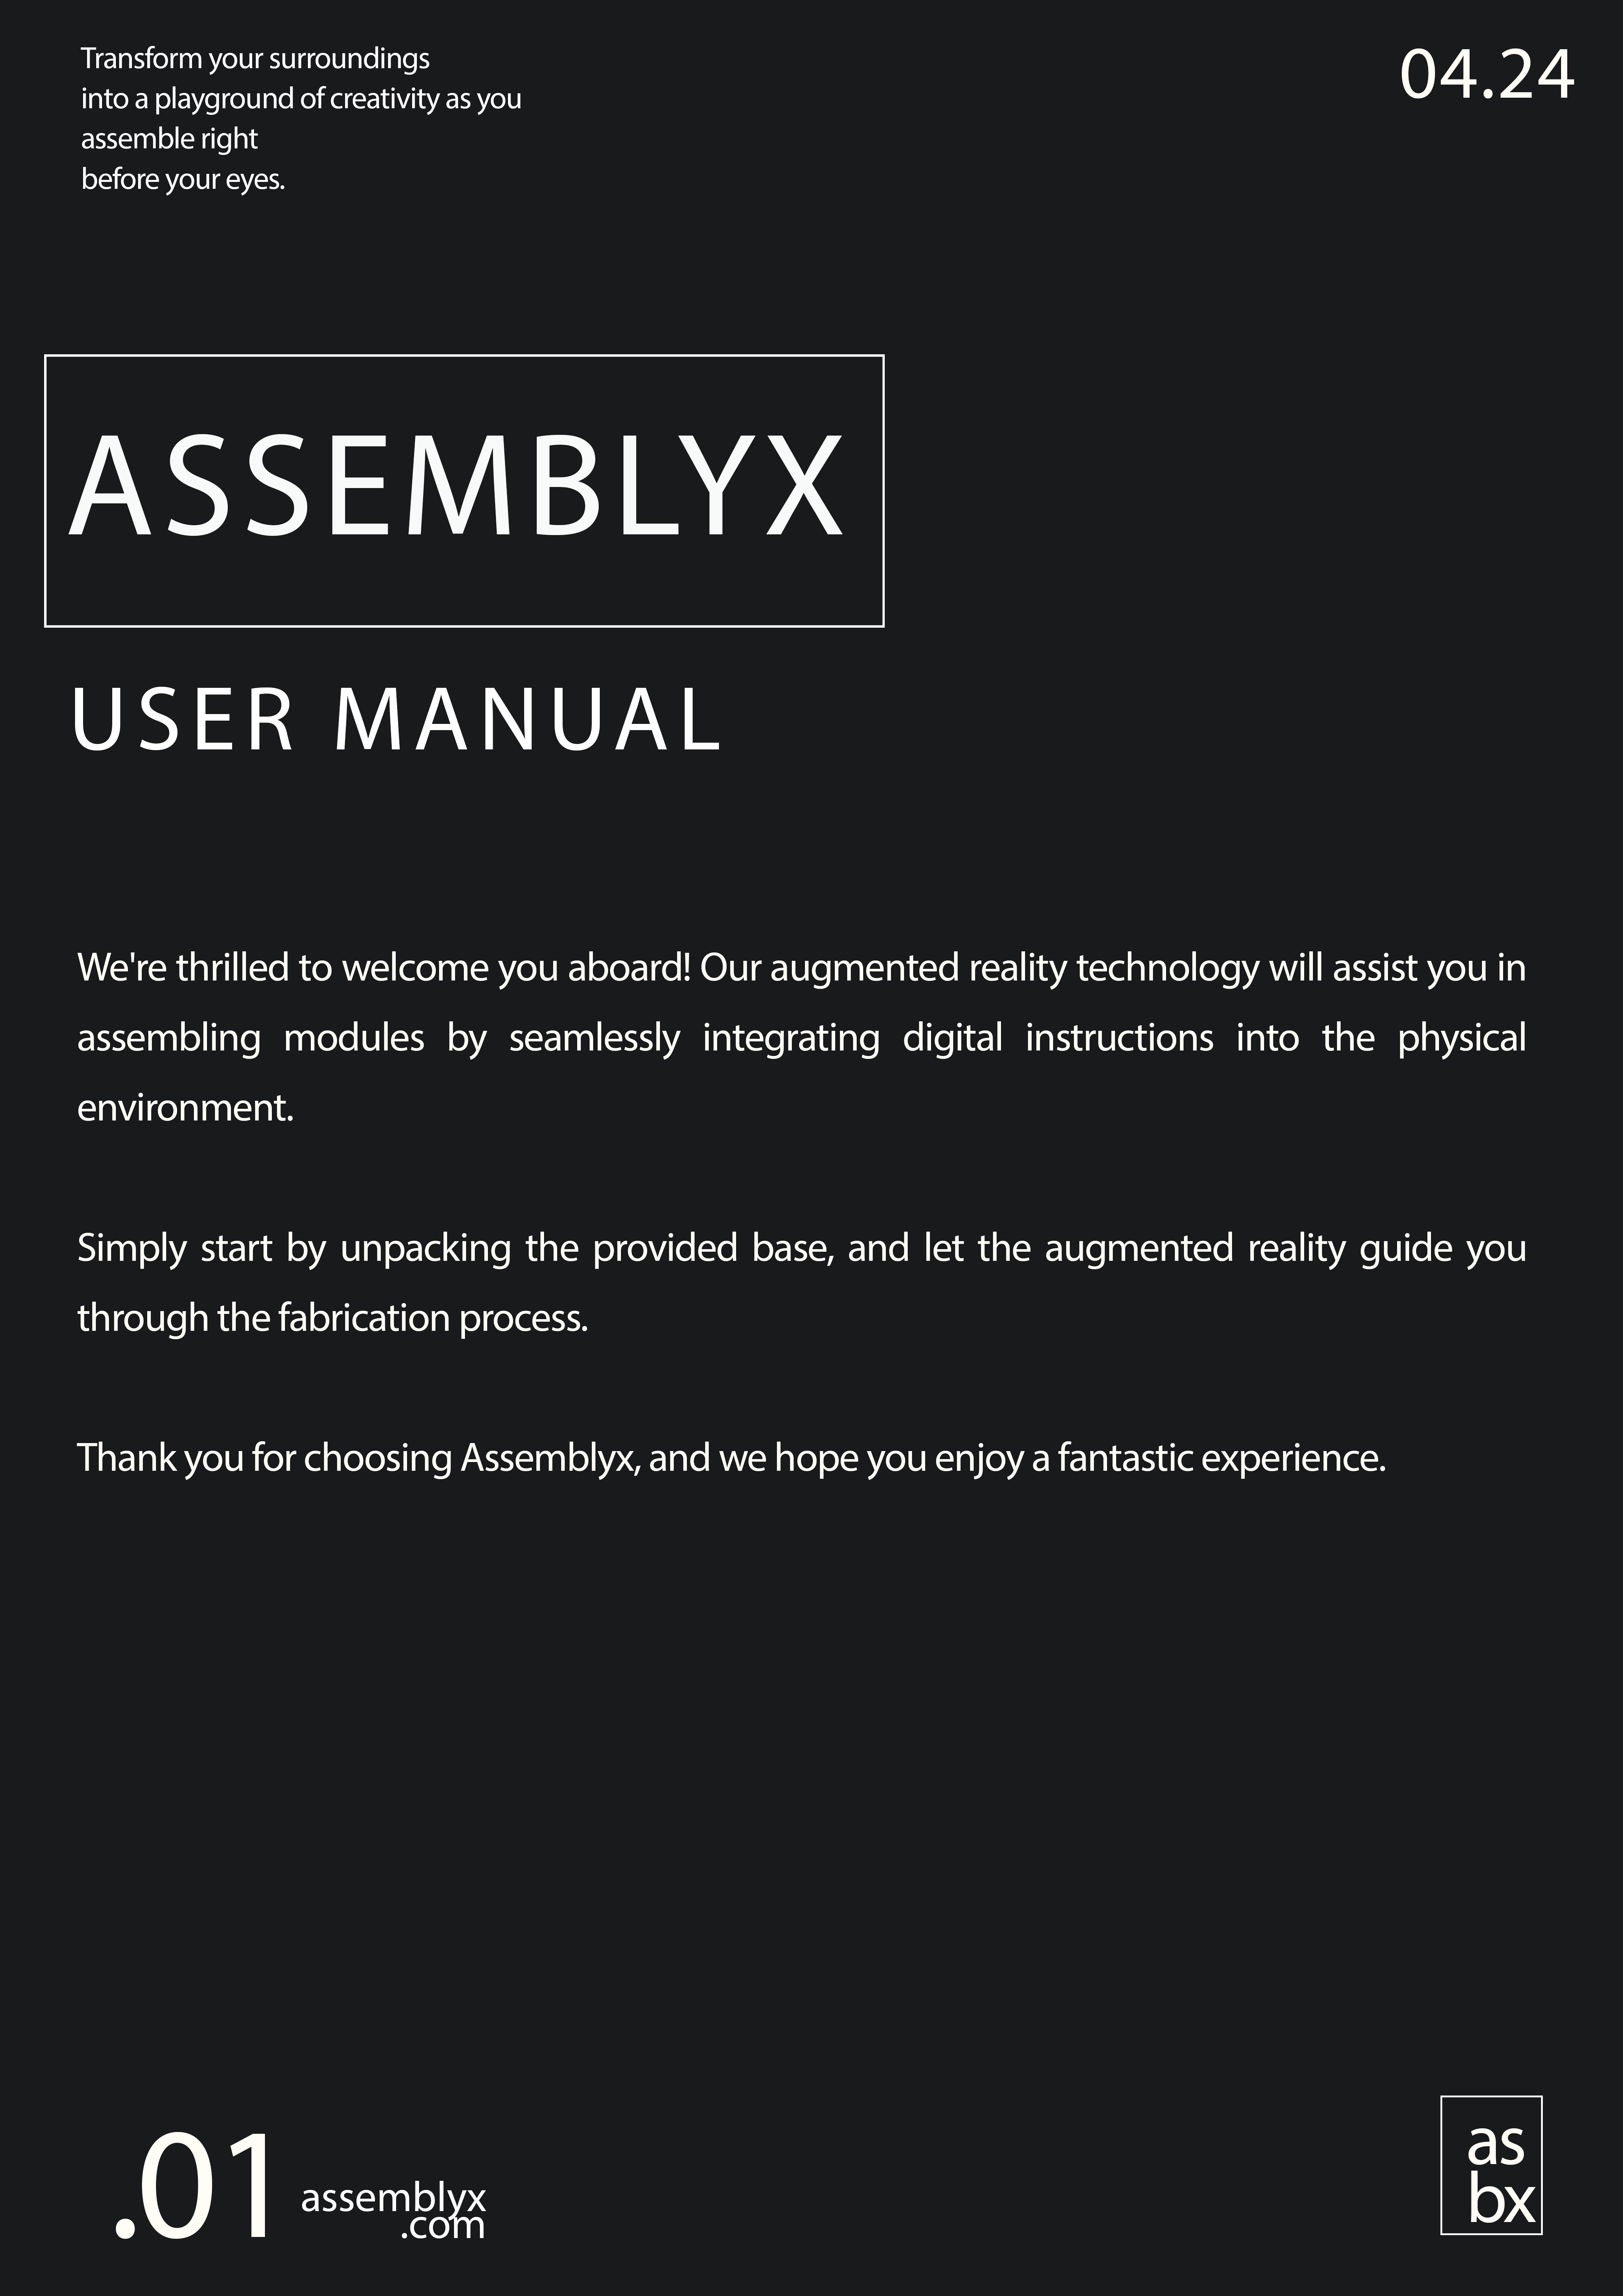 Transform your surroundings
into a playground of creativity as you
assemble right
before your eyes.
04.24
ASSEMBLYX
USER MANUAL
We're thrilled to welcome you aboard! Our augmented reality technology will assist you in
assembling modules by seamlessly integrating digital instructions into the physical
environment.
Simply start by unpacking the provided base, and let the augmented reality guide you
through the fabrication process.
Thank you for choosing Assemblyx, and we hope you enjoy a fantastic experience.
.01
assemblyx
.com
as
bx